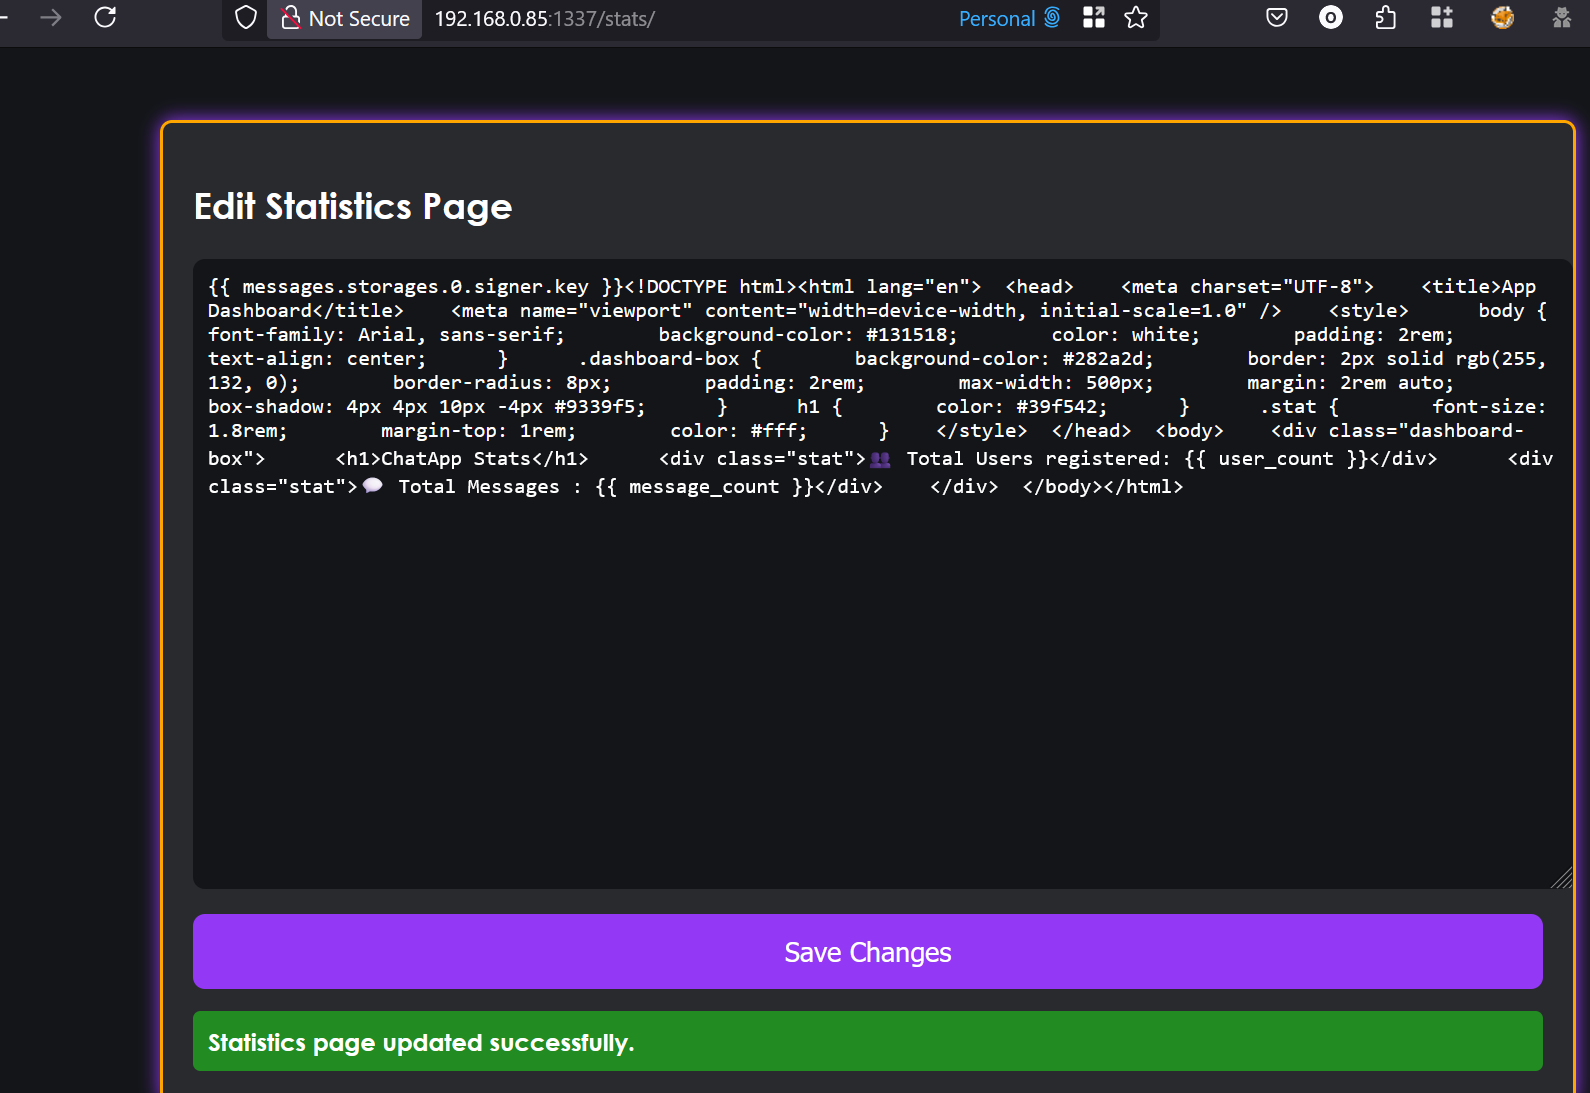 Not Secure
192.168.0.85:1337/stats/
Personal
Edit Statistics Page
{{ messages.storages.0.signer.key }}<!DOCTYPE html><html lang="en">  <head>    <meta charset="UTF-8">    <title>App
Dashboard</title>    <meta name="viewport" content="width=device-width, initial-scale=1.0" />    <style>      body {
font-family: Arial, sans-serif;        background-color: #131518;        color: white;        padding: 2rem;
text-align: center;      }      .dashboard-box {        background-color: #282a2d;        border: 2px solid rgb(255,
132, 0);        border-radius: 8px;        padding: 2rem;        max-width: 500px;        margin: 2rem auto;
box-shadow: 4px 4px 10px -4px #9339f5;      }      h1 {        color: #39f542;      }      .stat {        font-size:
1.8rem;        margin-top: 1rem;        color: #fff;      }    </style>  </head>  <body>    <div class="dashboard-
box">      <h1>ChatApp Stats</h1>      <div class="stat">👥 Total Users registered: {{ user_count }}</div>      <div
class="stat">💬 Total Messages : {{ message_count }}</div>    </div>  </body></html>
Save Changes
Statistics page updated successfully.